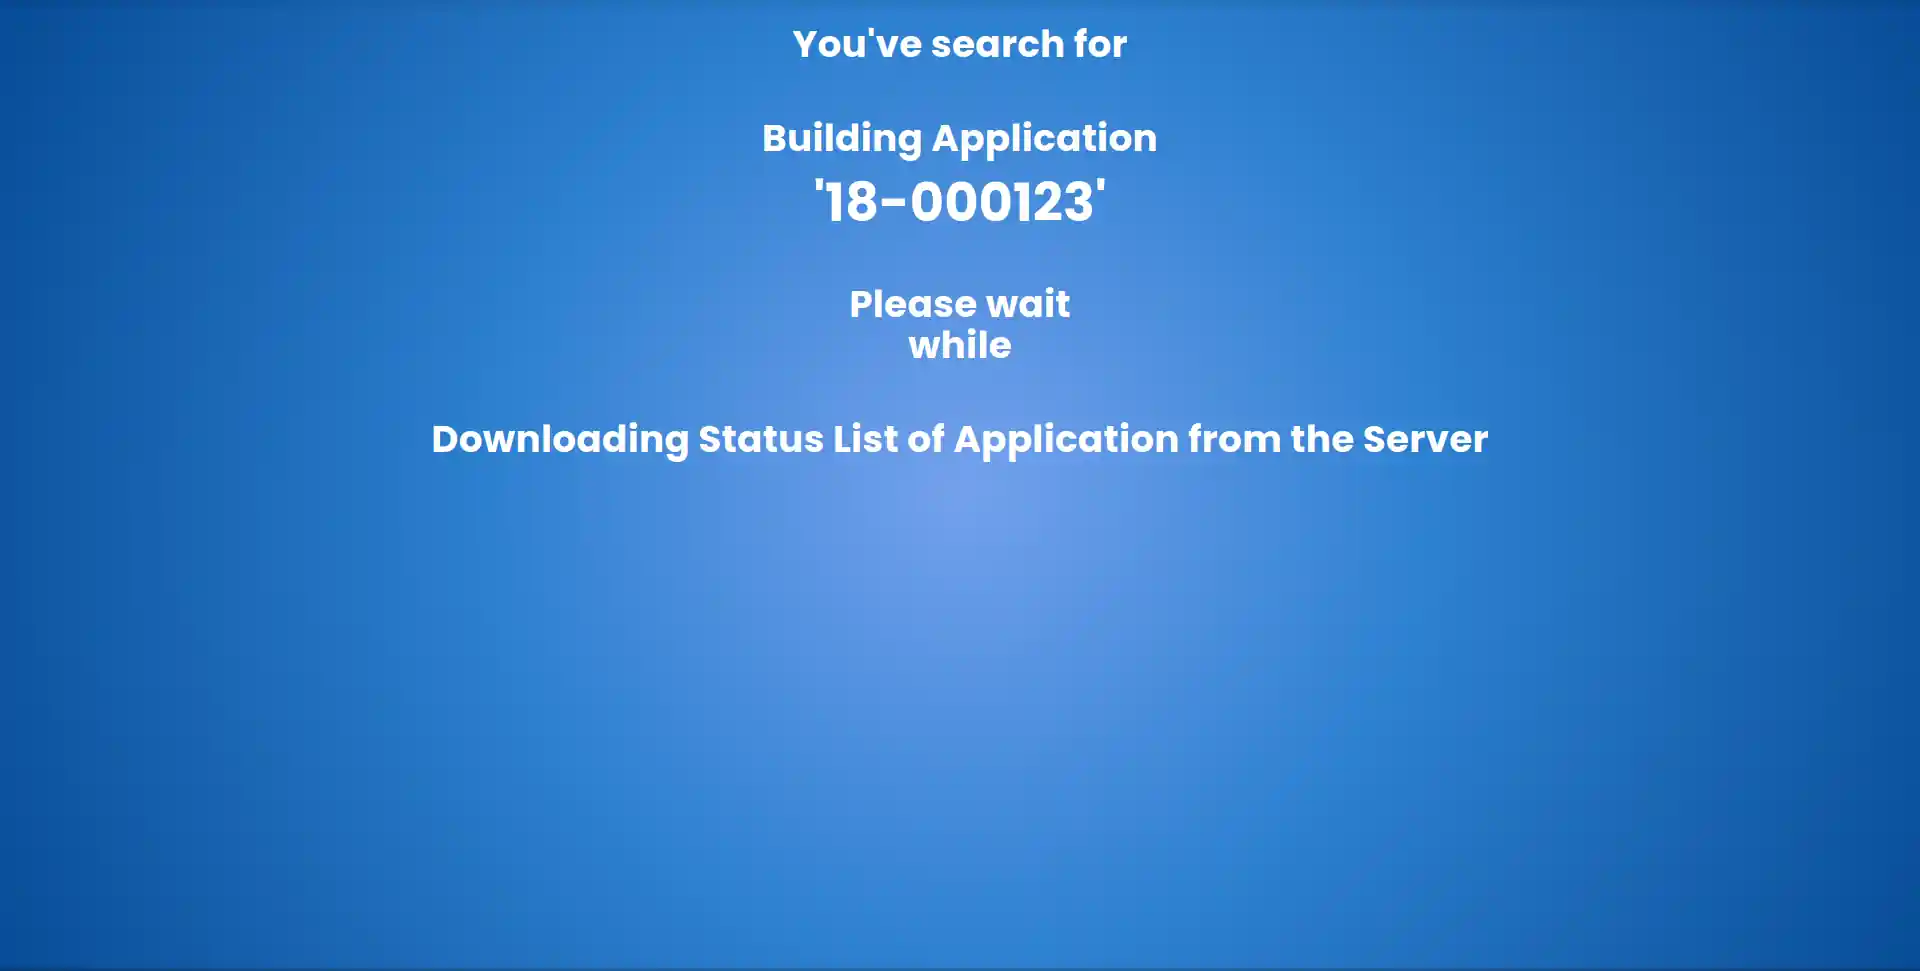 You've search for
Building Application
'18-000123'
Please wait
while
Downloading Status List of Application from the Server